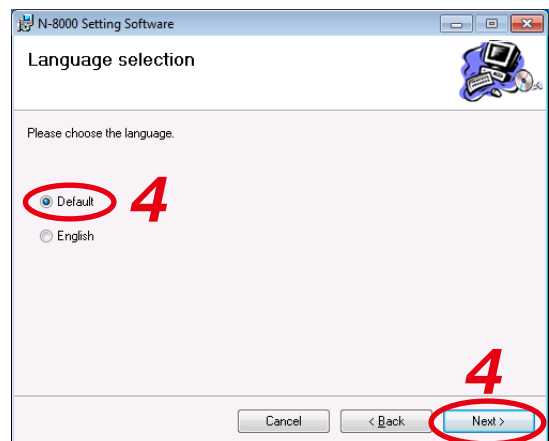 N-8000 Setting Software
Language selection
Please choose the language.
Default 4
English
4
Cancel < Back Next >